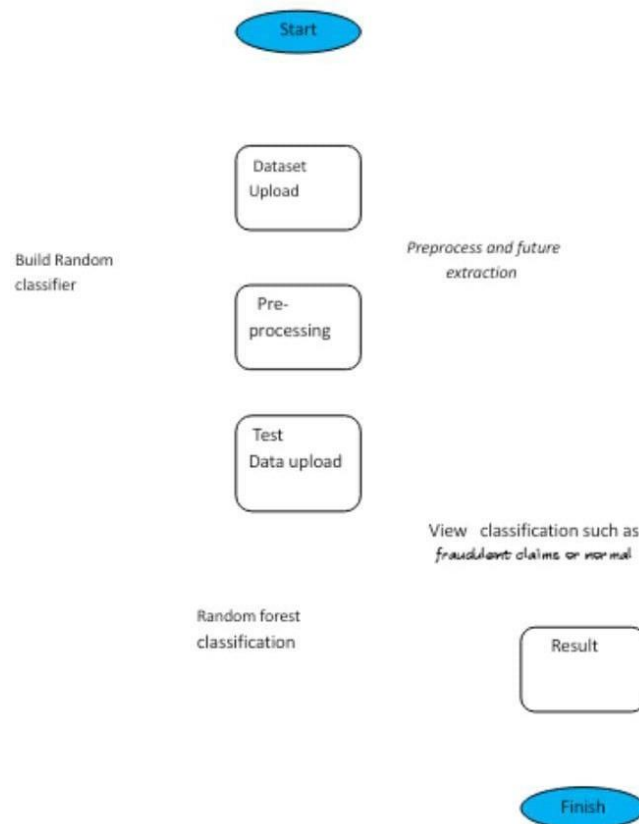 Start
Dataset
Upload
Build Random
classifier
Preprocess and future
extraction
Pre-
processing
Test
Data upload
View classification such as
fraudulent claims or normal
Random forest
classification
Result
Finish